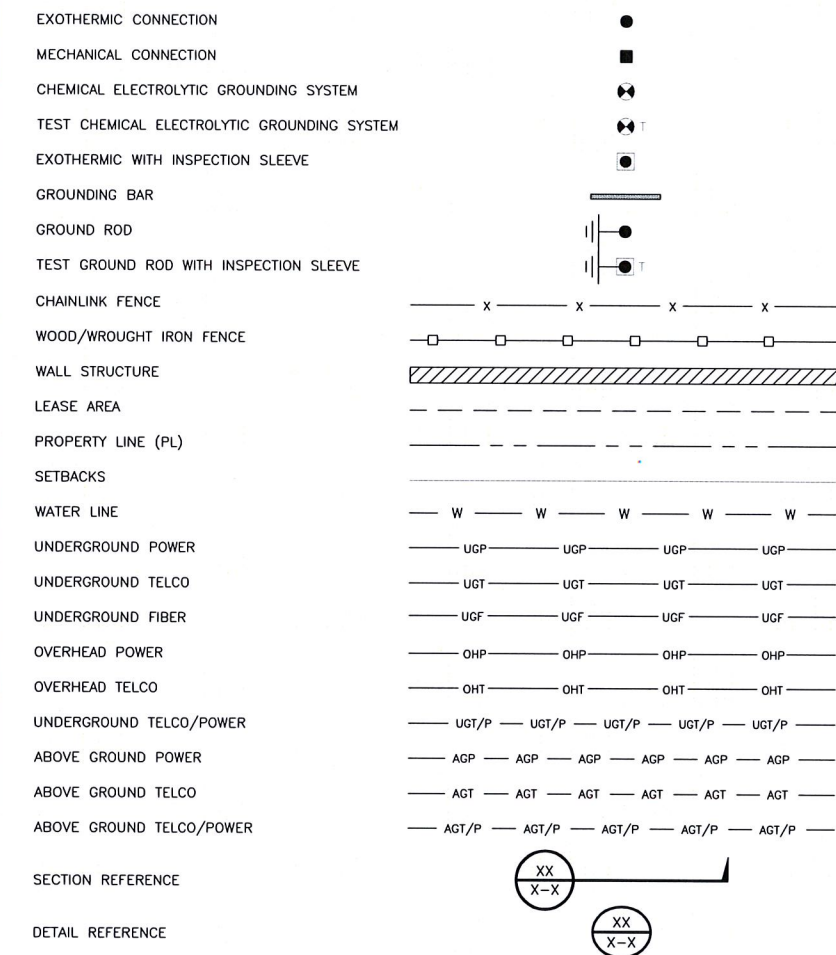 EXOTHERMIC CONNECTION
MECHANICAL CONNECTION
CHEMICAL ELECTROLYTIC GROUNDING SYSTEM
TEST CHEMICAL ELECTROLYTIC GROUNDING SYSTEM T
EXOTHERMIC WITH INSPECTION SLEEVE
GROUNDING BAR
GROUND ROD
TEST GROUND ROD WITH INSPECTION SLEEVE T
CHAINLINK FENCE X X X X
WOOD/WROUGHT IRON FENCE
WALL STRUCTURE
LEASE AREA
PROPERTY LINE (PL)
SETBACKS
WATER LINE W W W W W
UNDERGROUND POWER UGP UGP UGP UGP
UNDERGROUND TELCO UGT UGT UGT UGT
UNDERGROUND FIBER UGF UGF UGF UGF
OVERHEAD POWER OHP OHP OHP OHP
OVERHEAD TELCO OHT OHT OHT OHT
UNDERGROUND TELCO/POWER UGT/P UGT/P UGT/P UGT/P UGT/P
ABOVE GROUND POWER AGP AGP AGP AGP AGP AGP
ABOVE GROUND TELCO AGT AGT AGT AGT AGT AGT
ABOVE GROUND TELCO/POWER AGT/P AGT/P AGT/P AGT/P AGT/P
SECTION REFERENCE
XX
X-X
DETAIL REFERENCE
XX
X-X